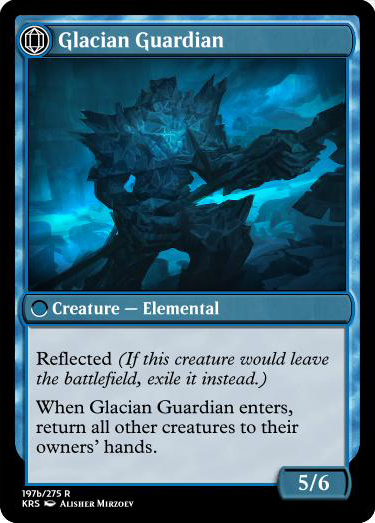 Glacian Guardian
Creature — Elemental
Reflected (If this creature would leave
the battlefield, exile it instead.)
When Glacian Guardian enters,
return all other creatures to their
owners' hands.
5/6
197b/275 R
KRS Alisher Mirzoev